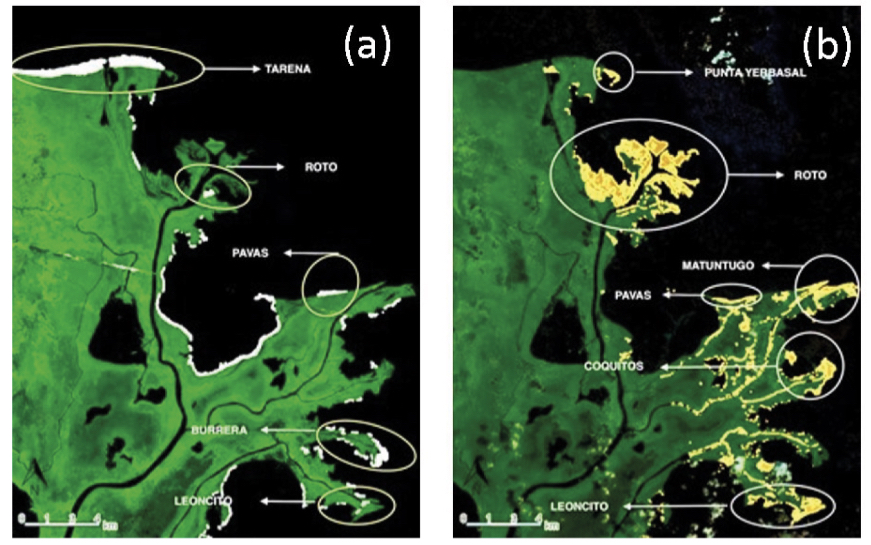 (a)
TARENA
ROTO
PAVAS
BURRERA
LEONCITO
0 1 2 4
km
(b)
PUNTA YERBASAL
ROTO
MATUNTUGO
PAVAS
COQUITOS
LEONCITO
0 1 2 4
km